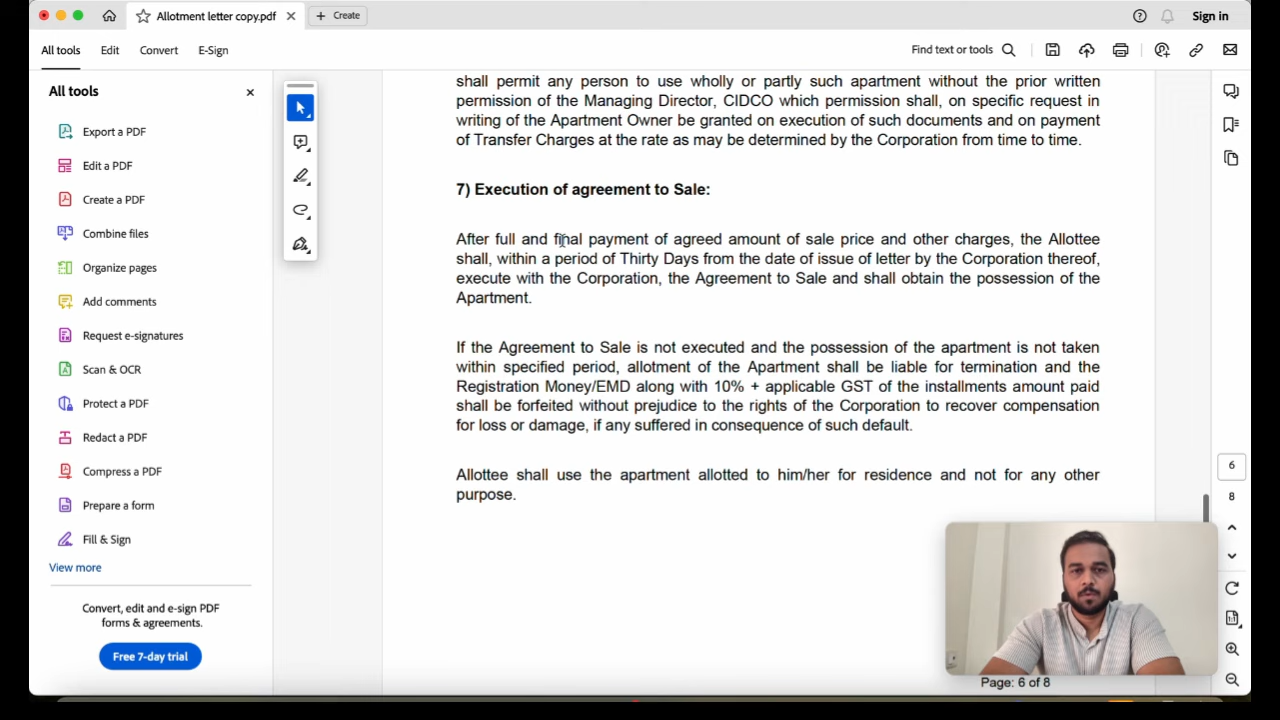 Allotment letter copy.pdf
Create
Sign in
All tools
Edit
Convert
E-Sign
Find text or tools
All tools
Export a PDF
Edit a PDF
Create a PDF
Combine files
Organize pages
Add comments
Request e-signatures
Scan & OCR
Protect a PDF
Redact a PDF
Compress a PDF
Prepare a form
Fill & Sign
View more
Convert, edit and e-sign PDF
forms & agreements.
Free 7-day trial
shall permit any person to use wholly or partly such apartment without the prior written
permission of the Managing Director, CIDCO which permission shall, on specific request in
writing of the Apartment Owner be granted on execution of such documents and on payment
of Transfer Charges at the rate as may be determined by the Corporation from time to time.
7) Execution of agreement to Sale:
After full and final payment of agreed amount of sale price and other charges, the Allottee
shall, within a period of Thirty Days from the date of issue of letter by the Corporation thereof,
execute with the Corporation, the Agreement to Sale and shall obtain the possession of the
Apartment.
If the Agreement to Sale is not executed and the possession of the apartment is not taken
within specified period, allotment of the Apartment shall be liable for termination and the
Registration Money/EMD along with 10% + applicable GST of the installments amount paid
shall be forfeited without prejudice to the rights of the Corporation to recover compensation
for loss or damage, if any suffered in consequence of such default.
Allottee shall use the apartment allotted to him/her for residence and not for any other
purpose.
Page: 6 of 8
6
8
1:1